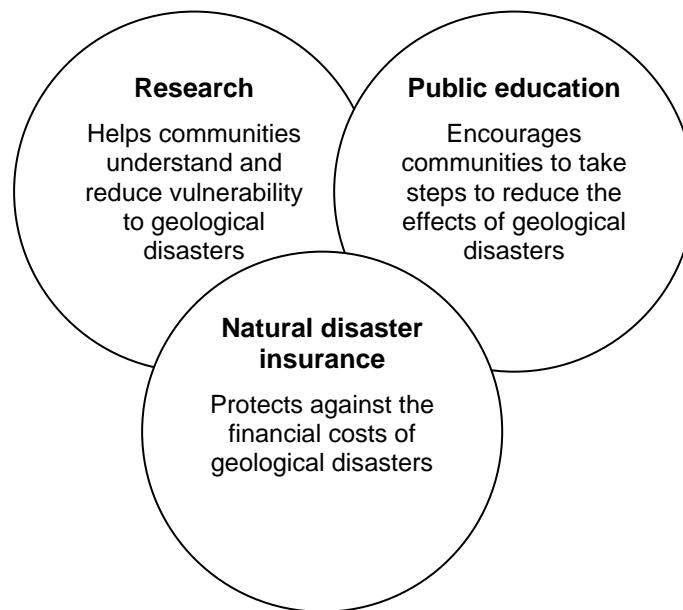 Research
Helps communities
understand and
reduce vulnerability
to geological
disasters
Public education
Encourages
communities to take
steps to reduce the
effects of geological
disasters
Natural disaster
insurance
Protects against the
financial costs of
geological disasters